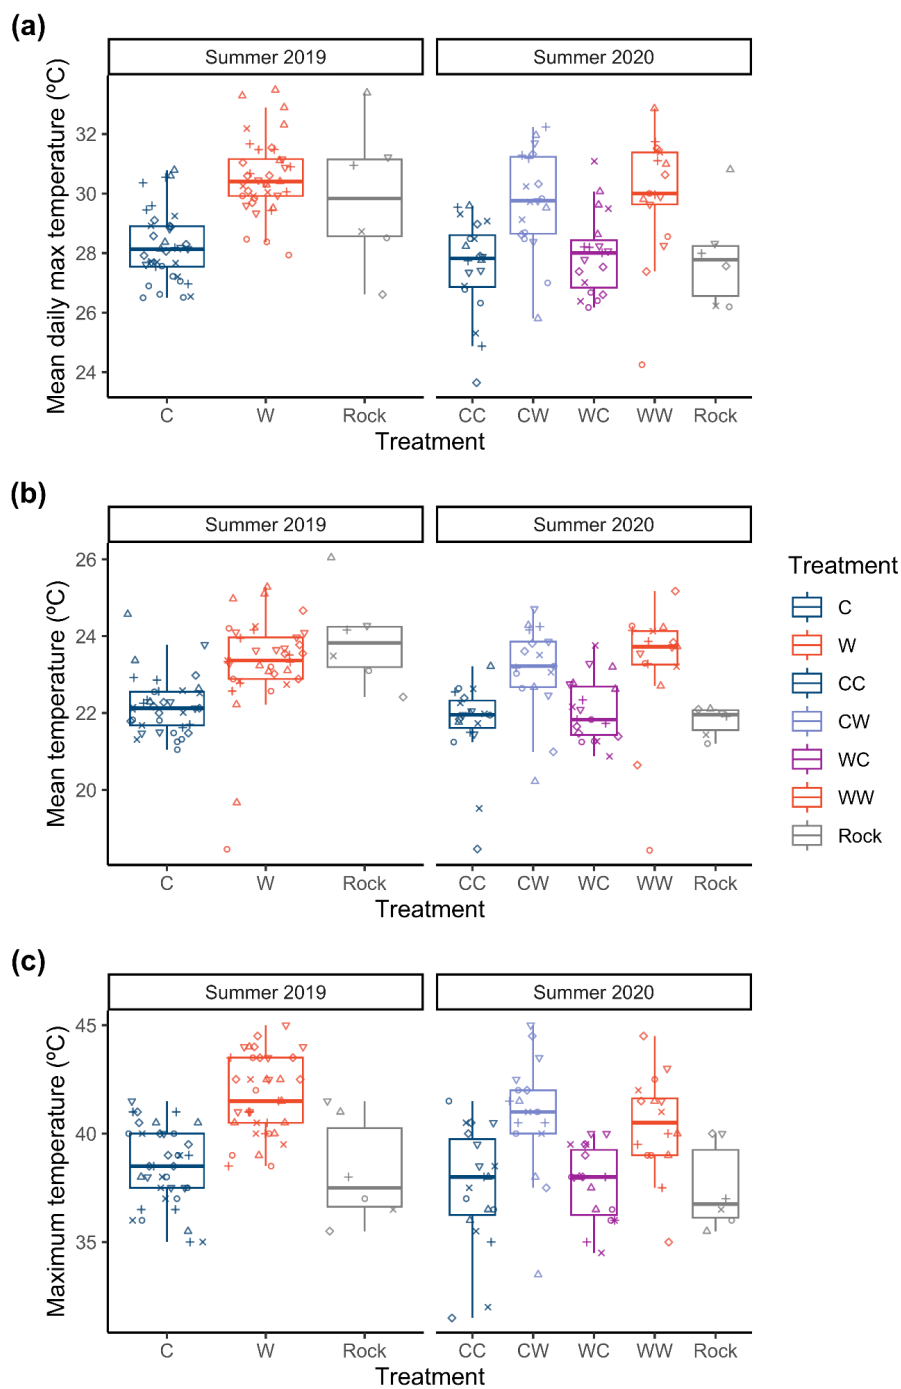 (a)
Summer 2019
Summer 2020
Mean daily max temperature (ºC)
32
30
28
26
24
C
W
Rock
CC
CW
WC
WW
Rock
Treatment
(b)
Summer 2019
Summer 2020
Mean temperature (ºC)
26
24
22
20
C
W
Rock
CC
CW
WC
WW
Rock
Treatment
Treatment
C
W
CC
CW
WC
WW
Rock
(c)
Summer 2019
Summer 2020
Maximum temperature (ºC)
45
40
35
C
W
Rock
CC
CW
WC
WW
Rock
Treatment